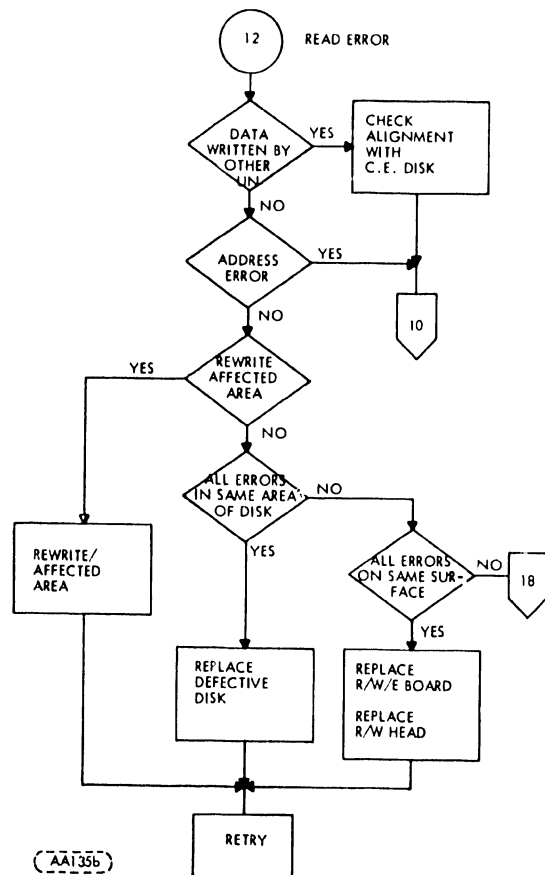 12
READ ERROR
DATA
WRITTEN BY
OTHER
UN
YES
CHECK
ALIGNMENT
WITH
C.E. DISK
NO
ADDRESS
ERROR
YES
10
NO
REWRITE
AFFECTED
AREA
YES
NO
ALL ERRORS
IN SAME AREA
OF DISK
NO
YES
REWRITE/
AFFECTED
AREA
ALL ERRORS
ON SAME SUR-
FACE
NO
18
YES
REPLACE
DEFECTIVE
DISK
REPLACE
R/W/E BOARD
REPLACE
R/W HEAD
RETRY
AA135b